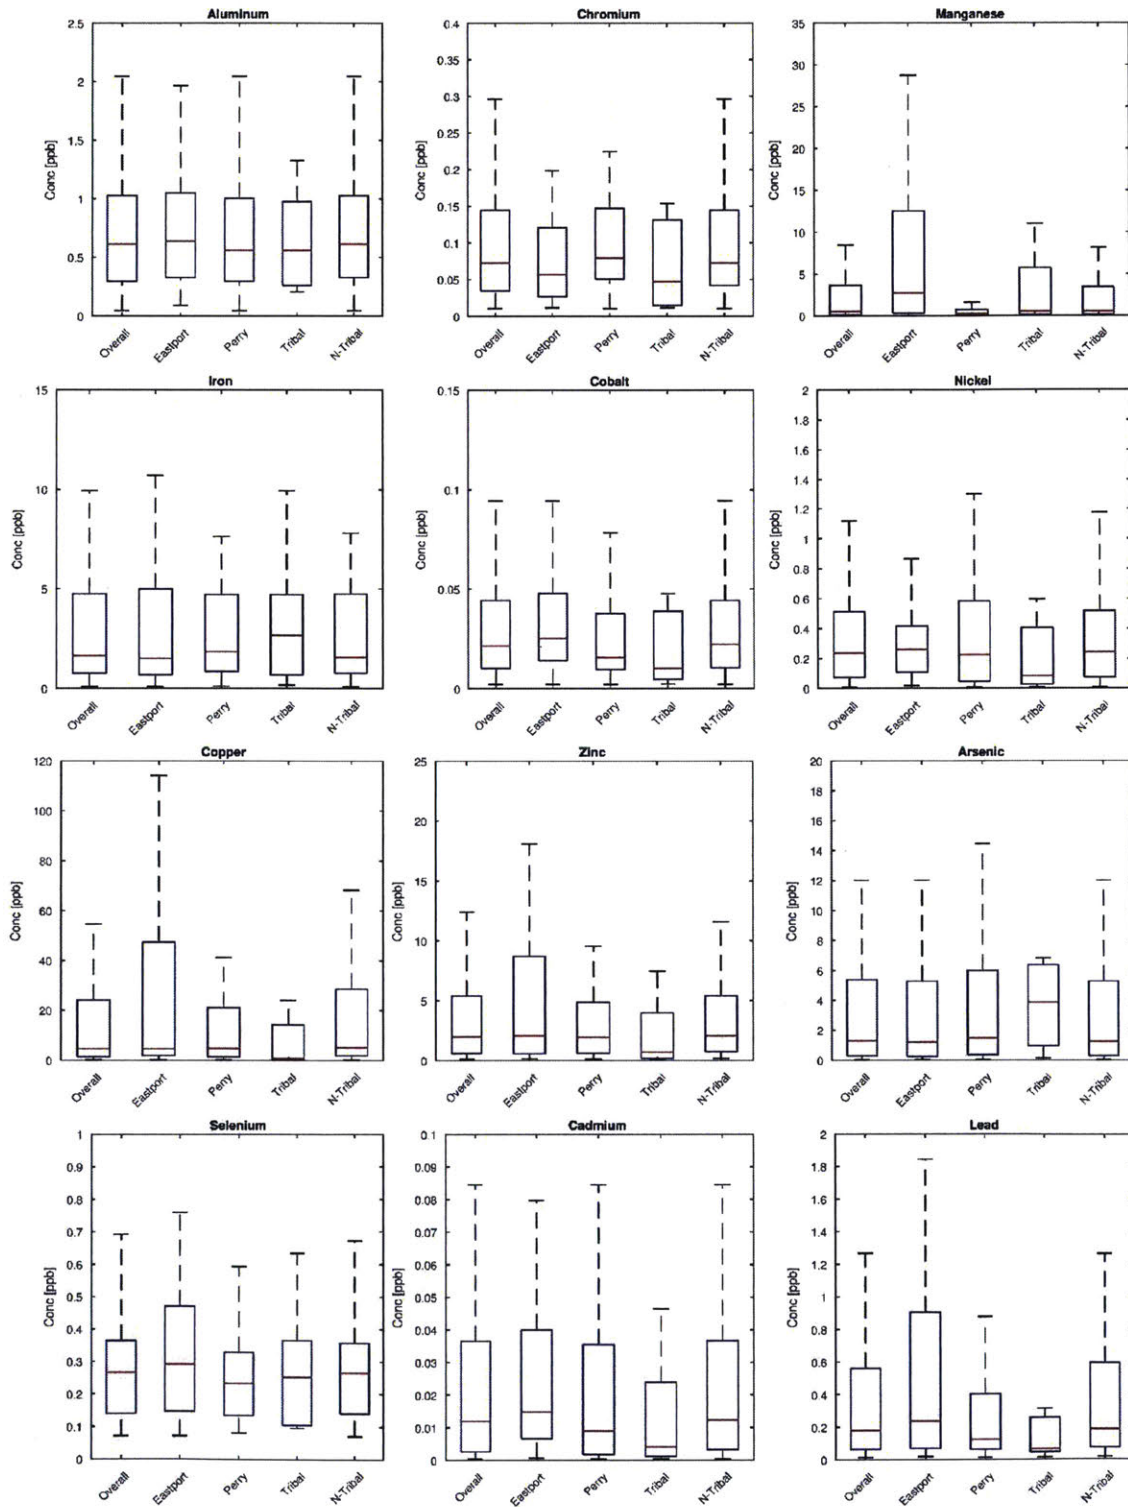 Aluminum
2.5
2
1.5
1
0.5
0
Conc [ppb]
Overall
Eastport
Perry
Tribal
N-Tribal
Chromium
0.4
0.35
0.3
0.25
0.2
0.15
0.1
0.05
0
Conc [ppb]
Overall
Eastport
Perry
Tribal
N-Tribal
Manganese
35
30
25
20
15
10
5
0
Conc [ppb]
Overall
Eastport
Perry
Tribal
N-Tribal
Iron
15
10
5
0
Conc [ppb]
Overall
Eastport
Perry
Tribal
N-Tribal
Cobalt
0.15
0.1
0.05
0
Conc [ppb]
Overall
Eastport
Perry
Tribal
N-Tribal
Nickel
2
1.8
1.6
1.4
1.2
1
0.8
0.6
0.4
0.2
0
Conc [ppb]
Overall
Eastport
Perry
Tribal
N-Tribal
Copper
120
100
80
60
40
20
0
Conc [ppb]
Overall
Eastport
Perry
Tribal
N-Tribal
Zinc
25
20
15
10
5
0
Conc [ppb]
Overall
Eastport
Perry
Tribal
N-Tribal
Arsenic
20
18
16
14
12
10
8
6
4
2
0
Conc [ppb]
Overall
Eastport
Perry
Tribal
N-Tribal
Selenium
1
0.9
0.8
0.7
0.6
0.5
0.4
0.3
0.2
0.1
0
Conc [ppb]
Overall
Eastport
Perry
Tribal
N-Tribal
Cadmium
0.1
0.09
0.08
0.07
0.06
0.05
0.04
0.03
0.02
0.01
0
Conc [ppb]
Overall
Eastport
Perry
Tribal
N-Tribal
Lead
2
1.8
1.6
1.4
1.2
1
0.8
0.6
0.4
0.2
0
Conc [ppb]
Overall
Eastport
Perry
Tribal
N-Tribal